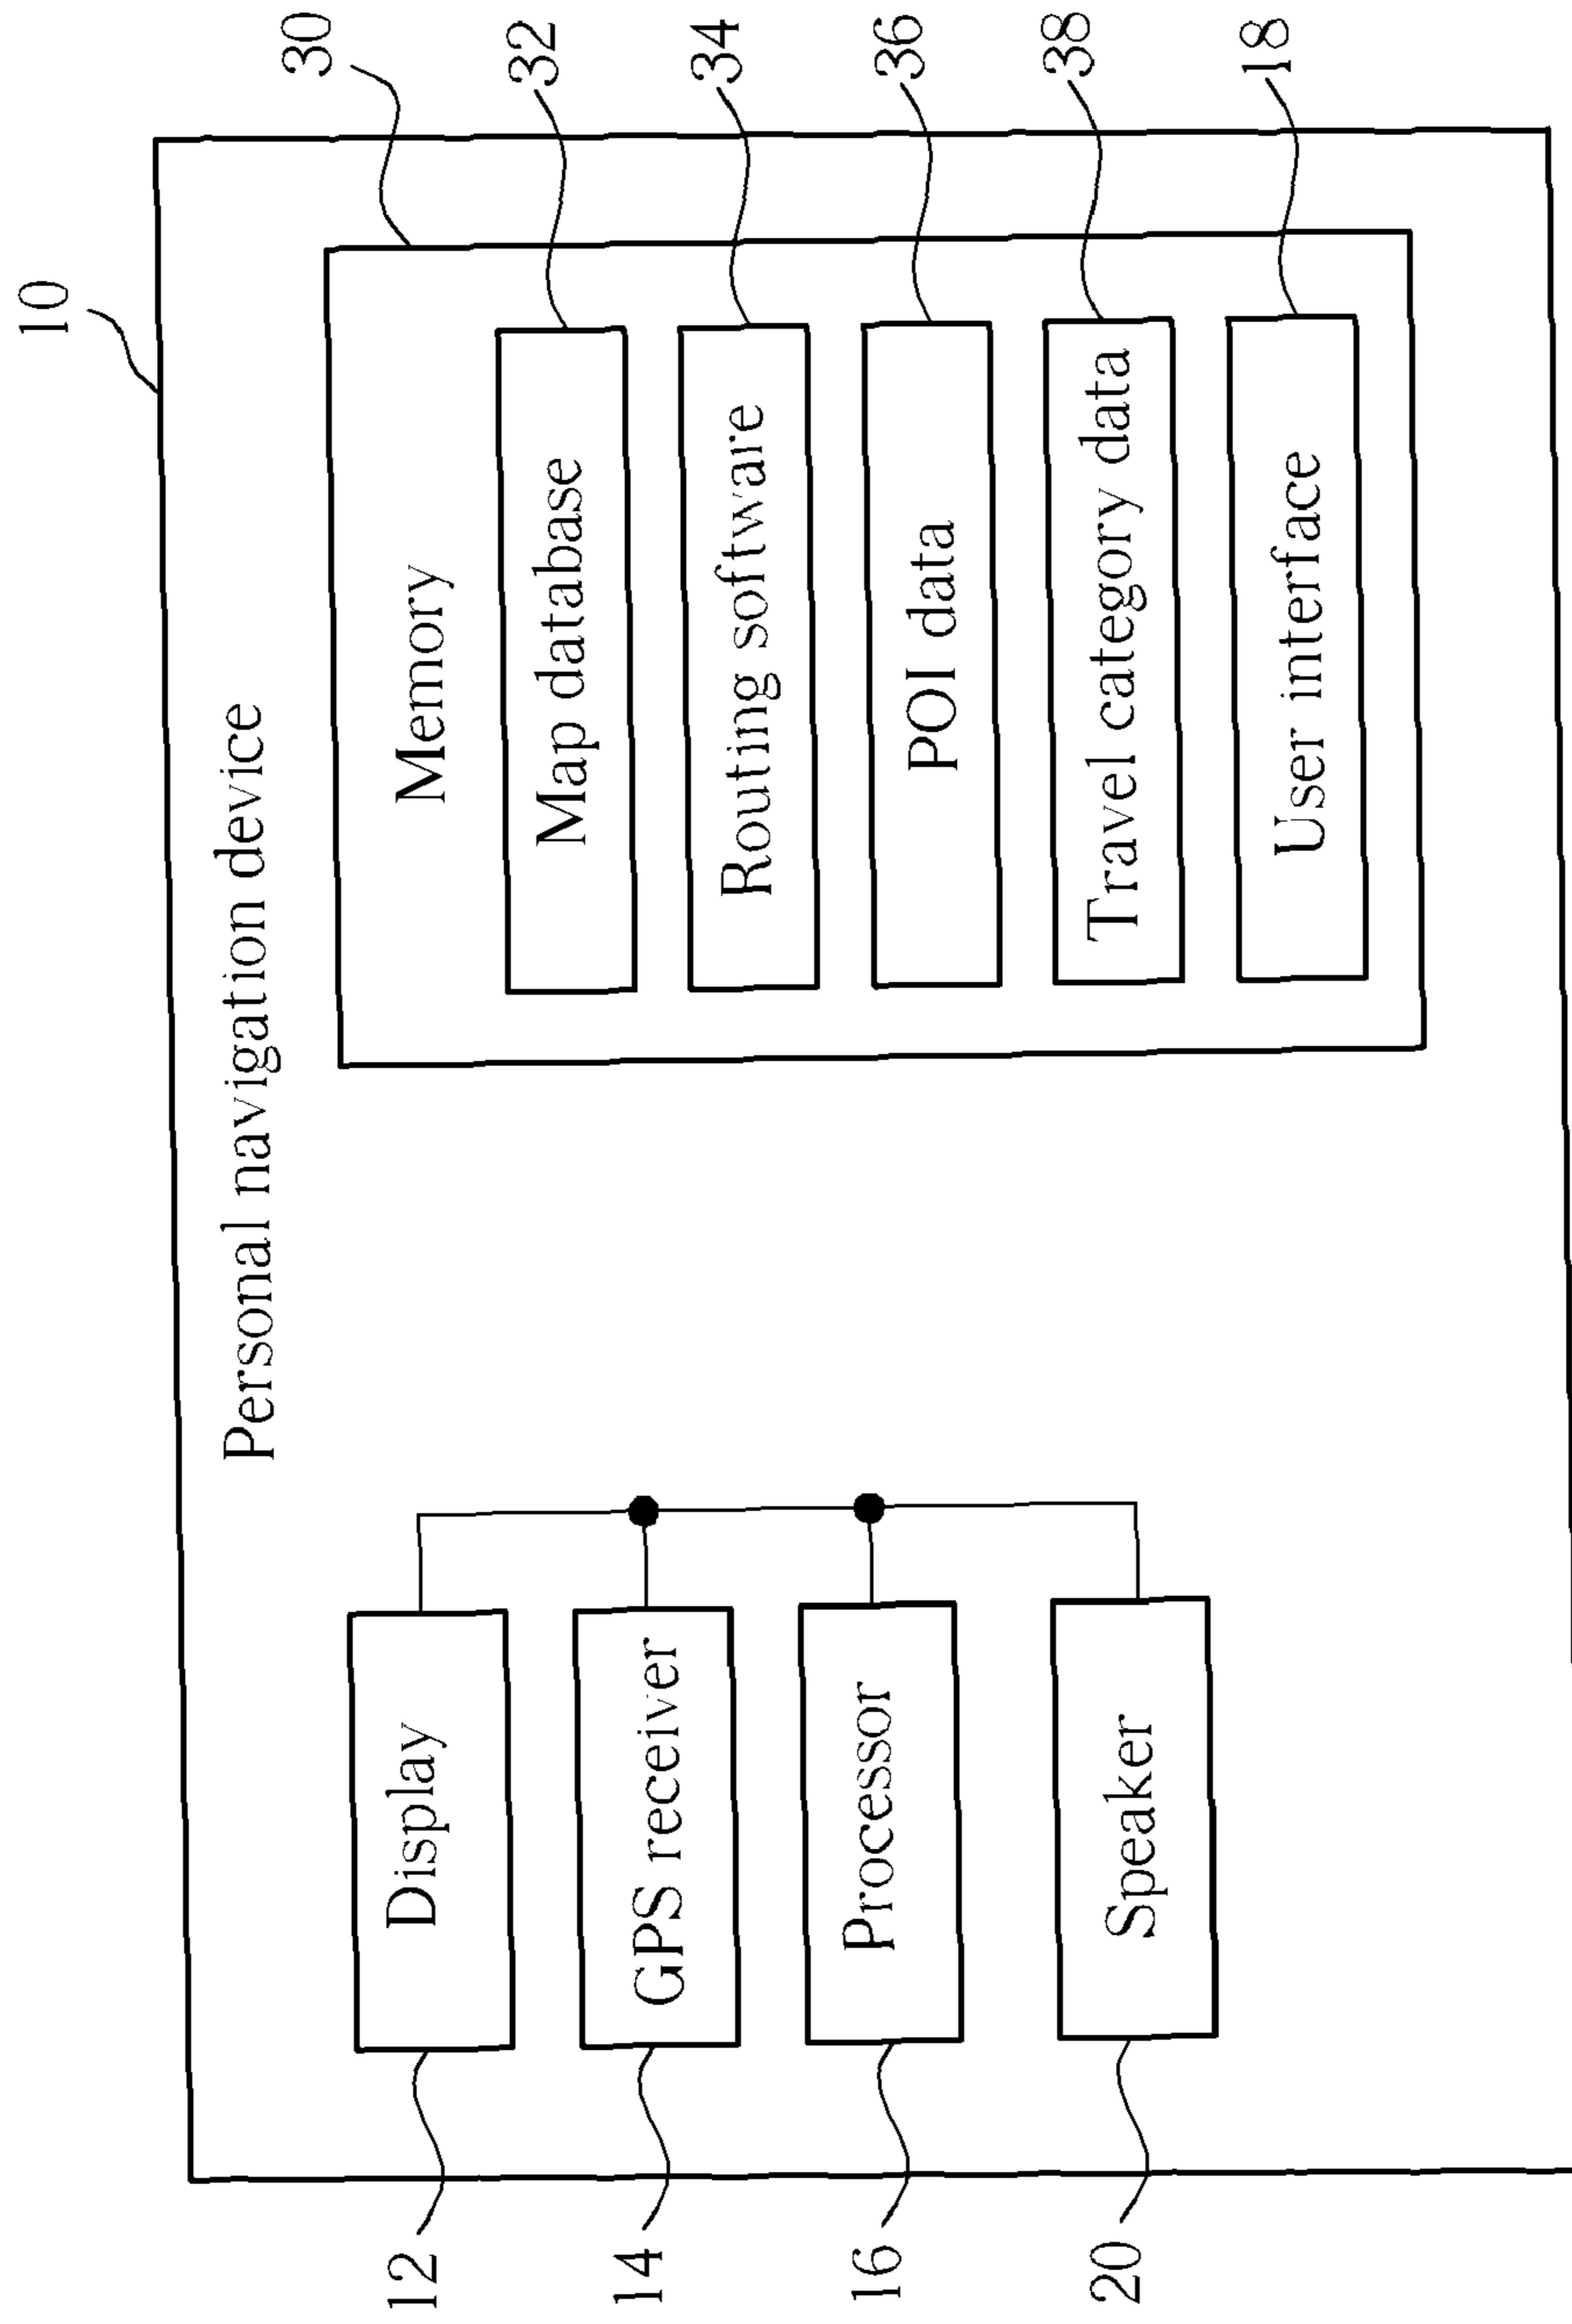 10
Personal navigation device
30
Memory
12
Display
Map database
32
14
GPS receiver
Routing software
34
16
Processor
POI data
36
20
Speaker
Travel category data
38
User interface
18